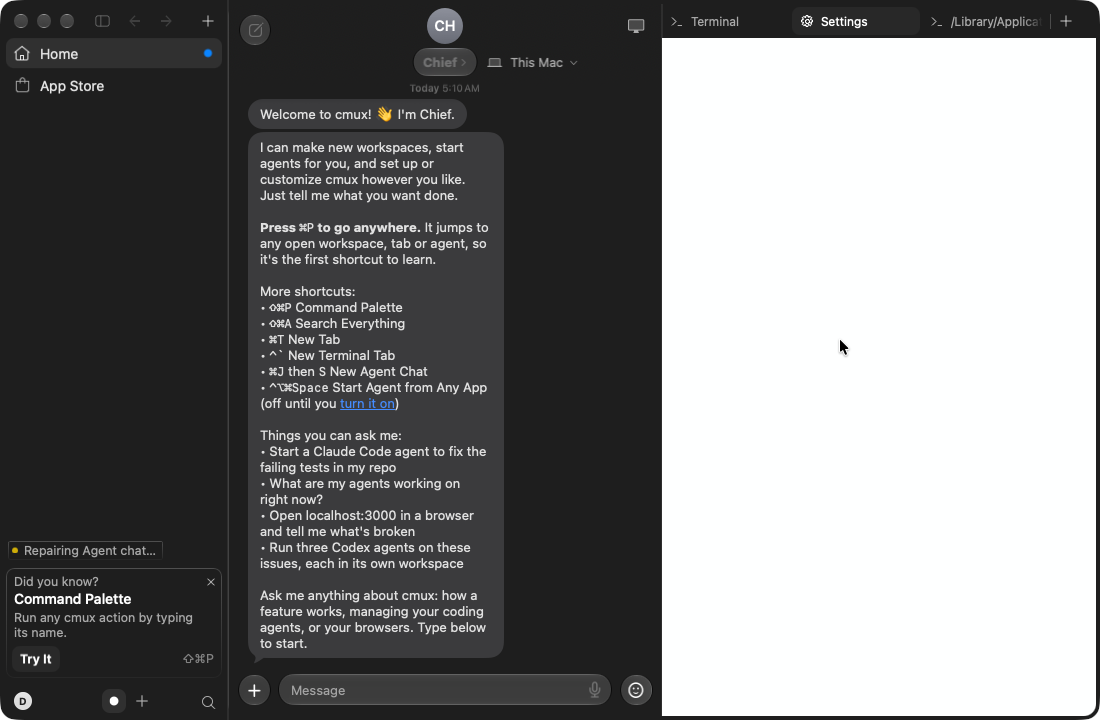 Home
App Store
Repairing Agent chat...
Did you know?
Command Palette
Run any cmux action by typing
its name.
Try It
⇧⌘P
D
CH
Chief
This Mac
Today 5:10 AM
Welcome to cmux! 👋 I'm Chief.
I can make new workspaces, start
agents for you, and set up or
customize cmux however you like.
Just tell me what you want done.
Press ⌘P to go anywhere. It jumps to
any open workspace, tab or agent, so
it's the first shortcut to learn.
More shortcuts:
• ⇧⌘P Command Palette
• ⇧⌘A Search Everything
• ⌘T New Tab
• ^` New Terminal Tab
• ⌘J then S New Agent Chat
• ^⌥⌘Space Start Agent from Any App
(off until you turn it on)
Things you can ask me:
• Start a Claude Code agent to fix the
failing tests in my repo
• What are my agents working on
right now?
• Open localhost:3000 in a browser
and tell me what's broken
• Run three Codex agents on these
issues, each in its own workspace
Ask me anything about cmux: how a
feature works, managing your coding
agents, or your browsers. Type below
to start.
Message
Terminal
Settings
/Library/Applicat